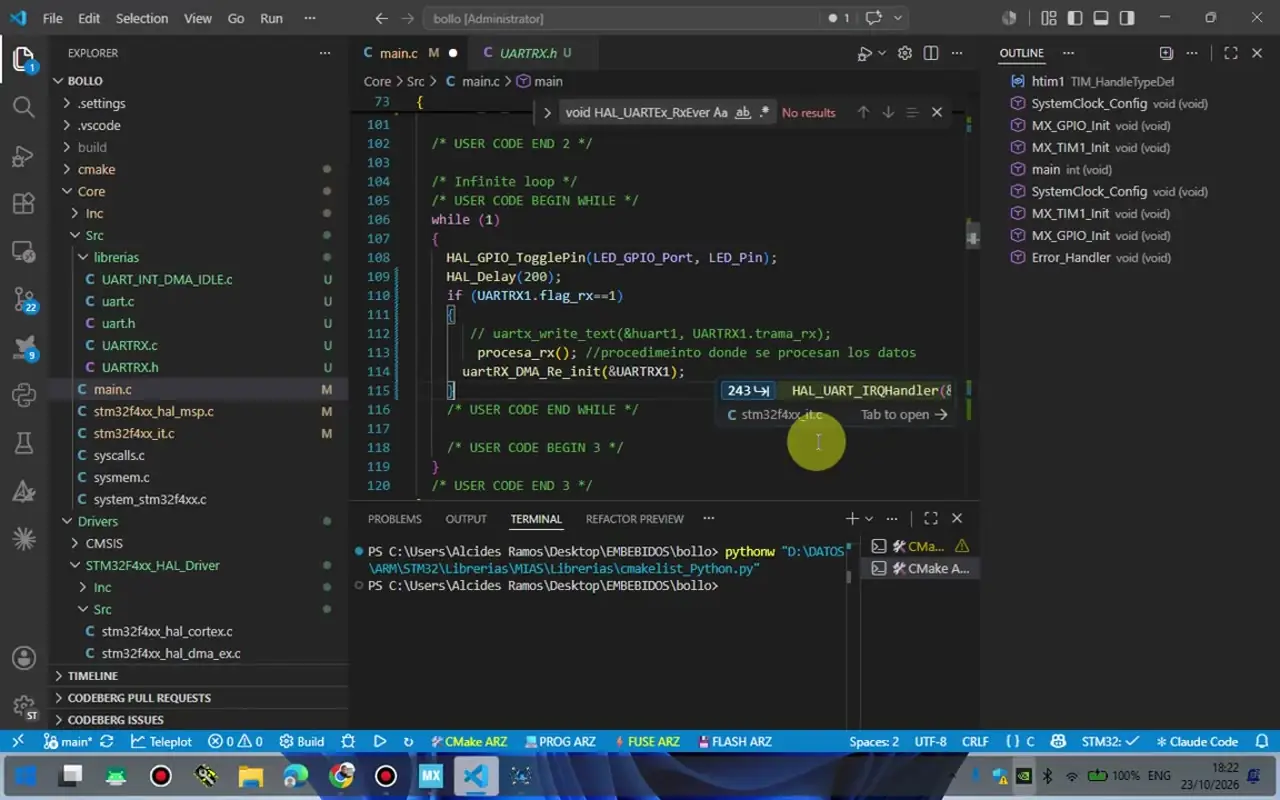 File Edit Selection View Go Run ··· bollo [Administrator] 1
EXPLORER
BOLLO
.settings
.vscode
build
cmake
Core
Inc
Src
librerias
C UART_INT_DMA_IDLE.c U
C uart.c U
C uart.h U
C UARTRX.c U
C UARTRX.h U
C main.c M
C stm32f4xx_hal_msp.c M
C stm32f4xx_it.c M
C syscalls.c
C sysmem.c
C system_stm32f4xx.c
Drivers
CMSIS
STM32F4xx_HAL_Driver
Inc
Src
C stm32f4xx_hal_cortex.c
C stm32f4xx_hal_dma_ex.c
TIMELINE
CODEBERG PULL REQUESTS
CODEBERG ISSUES
1
22
9
ST
C main.c M C UARTRX.h U
Core > Src > C main.c > main
void HAL_UARTEx_RxEver Aa ab .* No results
73 {
101
102 /* USER CODE END 2 */
103
104 /* Infinite loop */
105 /* USER CODE BEGIN WHILE */
106 while (1)
107 {
108 HAL_GPIO_TogglePin(LED_GPIO_Port, LED_Pin);
109 HAL_Delay(200);
110 if (UARTRX1.flag_rx==1)
111 {
112 // uartx_write_text(&huart1, UARTRX1.trama_rx);
113 procesa_rx(); //procedimeinto donde se procesan los datos
114 uartRX_DMA_Re_init(&UARTRX1);
115 }
116 /* USER CODE END WHILE */
117
118 /* USER CODE BEGIN 3 */
119 }
120 /* USER CODE END 3 */
243 HAL_UART_IRQHandler(&
C stm32f4xx_it.c Tab to open →
OUTLINE ···
htim1 TIM_HandleTypeDef
SystemClock_Config void (void)
MX_GPIO_Init void (void)
MX_TIM1_Init void (void)
main int (void)
SystemClock_Config void (void)
MX_TIM1_Init void (void)
MX_GPIO_Init void (void)
Error_Handler void (void)
PROBLEMS OUTPUT TERMINAL REFACTOR PREVIEW ···
PS C:\Users\Alcides Ramos\Desktop\EMBEBIDOS\bollo> pythonw "D:\DATOS
\ARM\STM32\Librerias\MIAS\Librerias\cmakelist_Python.py"
PS C:\Users\Alcides Ramos\Desktop\EMBEBIDOS\bollo>
CMa...
CMake A...
main* Teleplot 0 0 Build CMake ARZ PROG ARZ FUSE ARZ FLASH ARZ Spaces: 2 UTF-8 CRLF {} C STM32: ✓ Claude Code
MX 100% ENG 18:22
23/10/2026